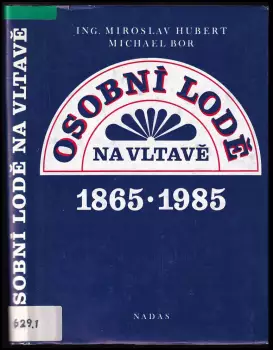 ING. MIROSLAV HUBERT
MICHAEL BOR
OSOBNÍ LODĚ
NA VLTAVĚ
1865·1985
NADAS
OSOBNÍ LODĚ NA VLTAVĚ
629.1